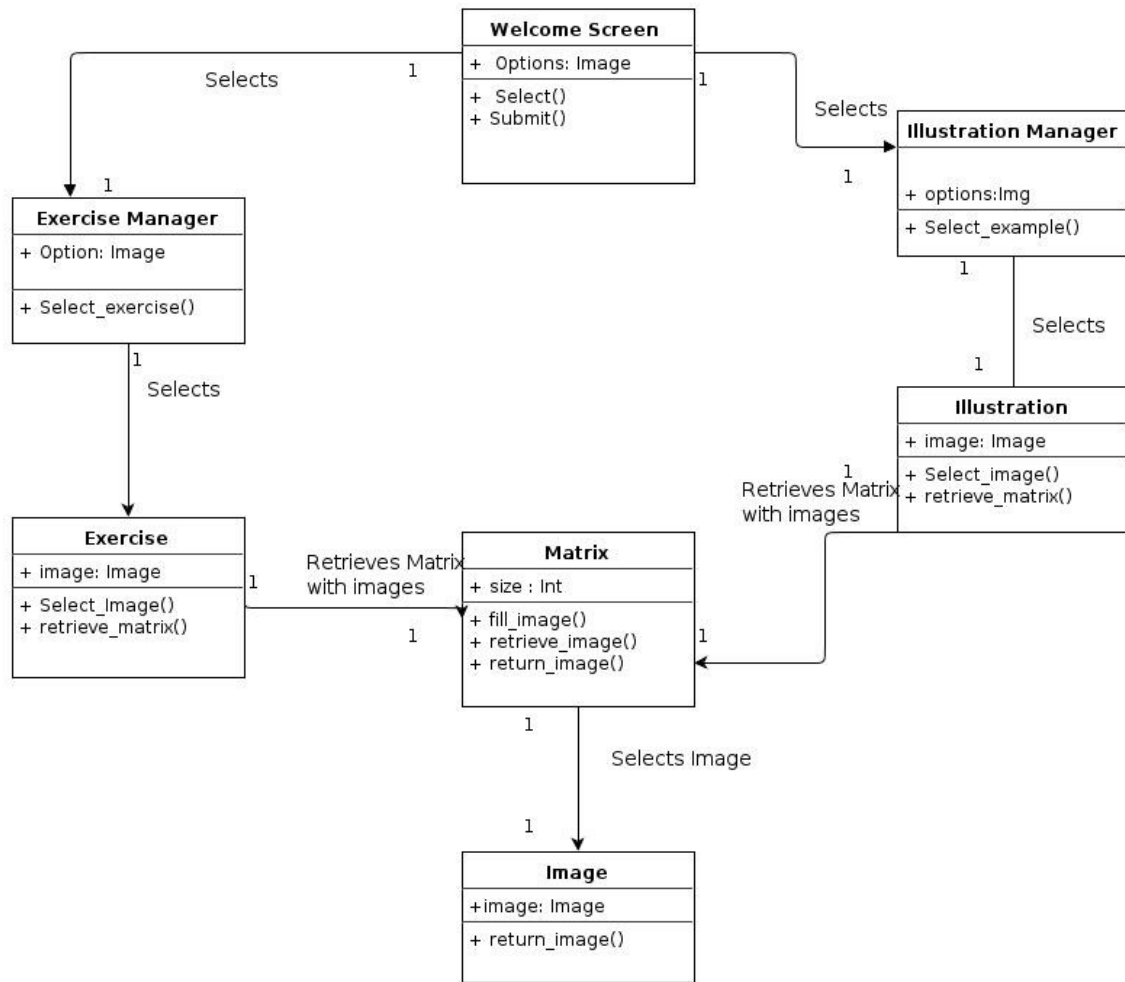 Welcome Screen
+ Options: Image
+ Select()
+ Submit()
1
Selects
1
1
Selects
1
Illustration Manager
+ options:Img
+ Select_example()
Exercise Manager
+ Option: Image
+ Select_exercise()
1
Selects
1
Selects
1
Illustration
+ image: Image
+ Select_image()
+ retrieve_matrix()
1
Retrieves Matrix
with images
1
Exercise
+ image: Image
+ Select_Image()
+ retrieve_matrix()
1
Retrieves Matrix
with images
1
Matrix
+ size : Int
+ fill_image()
+ retrieve_image()
+ return_image()
1
Selects Image
1
Image
+image: Image
+ return_image()